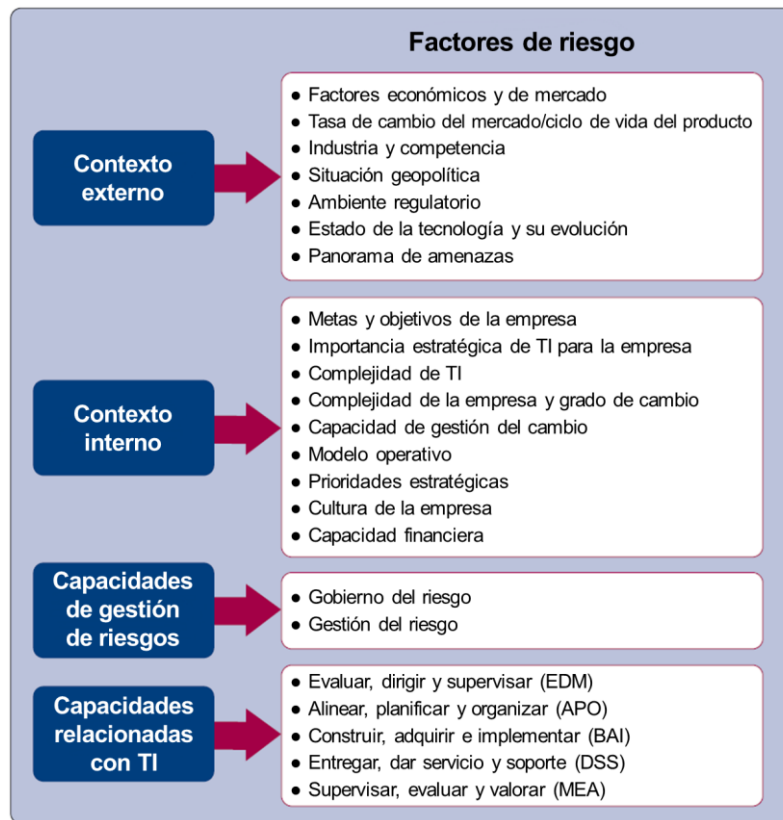 Factores de riesgo
Contexto
externo
● Factores económicos y de mercado
● Tasa de cambio del mercado/ciclo de vida del producto
● Industria y competencia
● Situación geopolítica
● Ambiente regulatorio
● Estado de la tecnología y su evolución
● Panorama de amenazas
Contexto
interno
● Metas y objetivos de la empresa
● Importancia estratégica de TI para la empresa
● Complejidad de TI
● Complejidad de la empresa y grado de cambio
● Capacidad de gestión del cambio
● Modelo operativo
● Prioridades estratégicas
● Cultura de la empresa
● Capacidad financiera
Capacidades
de gestión
de riesgos
● Gobierno del riesgo
● Gestión del riesgo
Capacidades
relacionadas
con TI
● Evaluar, dirigir y supervisar (EDM)
● Alinear, planificar y organizar (APO)
● Construir, adquirir e implementar (BAI)
● Entregar, dar servicio y soporte (DSS)
● Supervisar, evaluar y valorar (MEA)